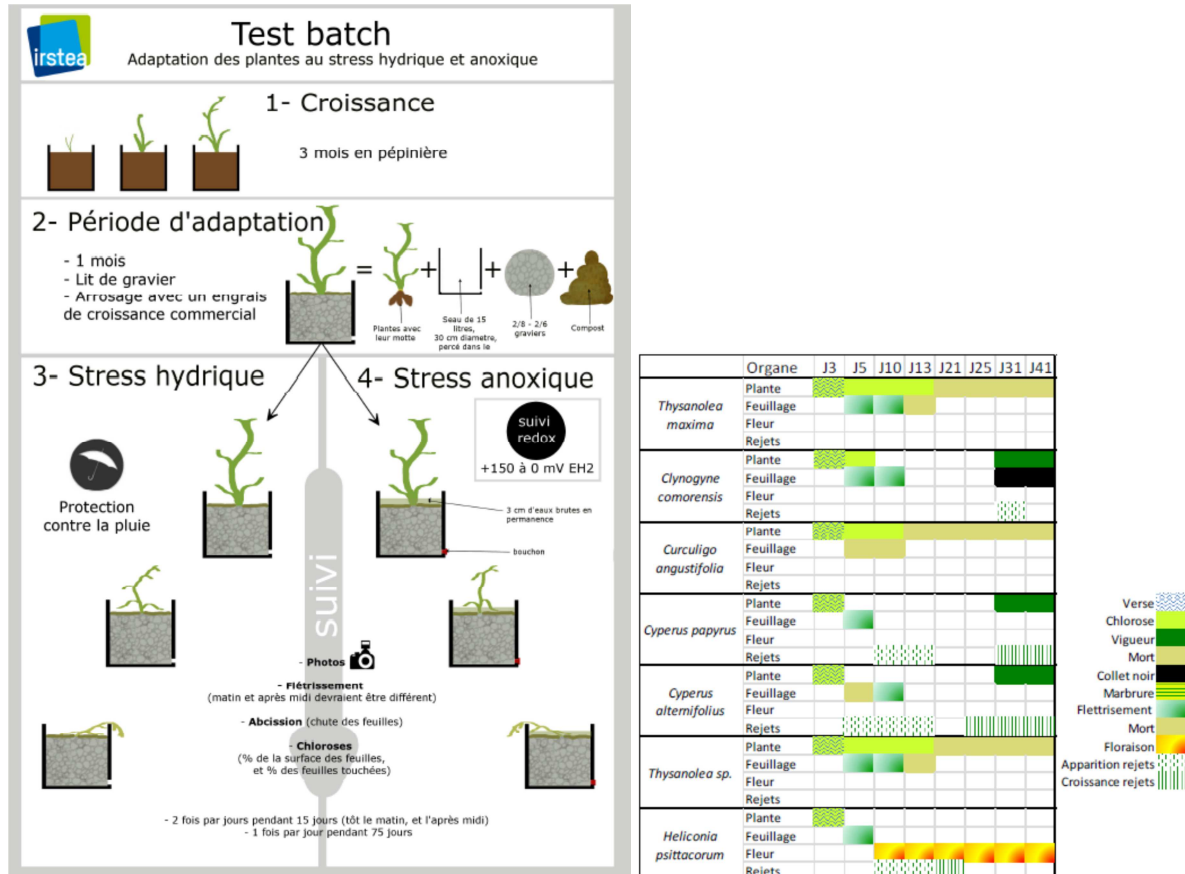 irstea
Test batch
Adaptation des plantes au stress hydrique et anoxique
1- Croissance
3 mois en pépinière
2- Période d'adaptation
- 1 mois
- Lit de gravier
- Arrosage avec un engrais
de croissance commercial
= + + +
Plantes avec
leur motte
Seau de 15
litres,
30 cm diametre,
percé dans le
2/8 - 2/6
graviers
Compost
3- Stress hydrique
4- Stress anoxique
suivi
redox
+150 à 0 mV EH2
Protection
contre la pluie
3 cm d'eaux brutes en
permanence
bouchon
suivi
- Photos
- Flétrissement
(matin et après midi devraient être différent)
- Abcission (chute des feuilles)
- Chloroses
(% de la surface des feuilles,
et % des feuilles touchées)
- 2 fois par jours pendant 15 jours (tôt le matin, et l'après midi)
- 1 fois par jour pendant 75 jours
Organe J3 J5 J10 J13 J21 J25 J31 J41
Thysanolea
maxima
Plante
Feuillage
Fleur
Rejets
Clynogyne
comorensis
Plante
Feuillage
Fleur
Rejets
Curculigo
angustifolia
Plante
Feuillage
Fleur
Rejets
Cyperus papyrus
Plante
Feuillage
Fleur
Rejets
Cyperus
alternifolius
Plante
Feuillage
Fleur
Rejets
Thysanolea sp.
Plante
Feuillage
Fleur
Rejets
Heliconia
psittacorum
Plante
Feuillage
Fleur
Rejets
Verse
Chlorose
Vigueur
Mort
Collet noir
Marbrure
Flettrisement
Mort
Floraison
Apparition rejets
Croissance rejets